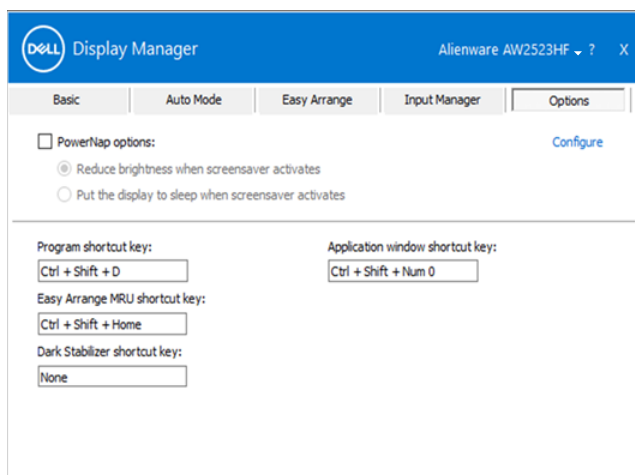 DELL Display Manager Alienware AW2523HF ? X
Basic Auto Mode Easy Arrange Input Manager Options
PowerNap options: Configure
Reduce brightness when screensaver activates
Put the display to sleep when screensaver activates
Program shortcut key: Application window shortcut key:
Ctrl + Shift + D Ctrl + Shift + Num 0
Easy Arrange MRU shortcut key:
Ctrl + Shift + Home
Dark Stabilizer shortcut key:
None